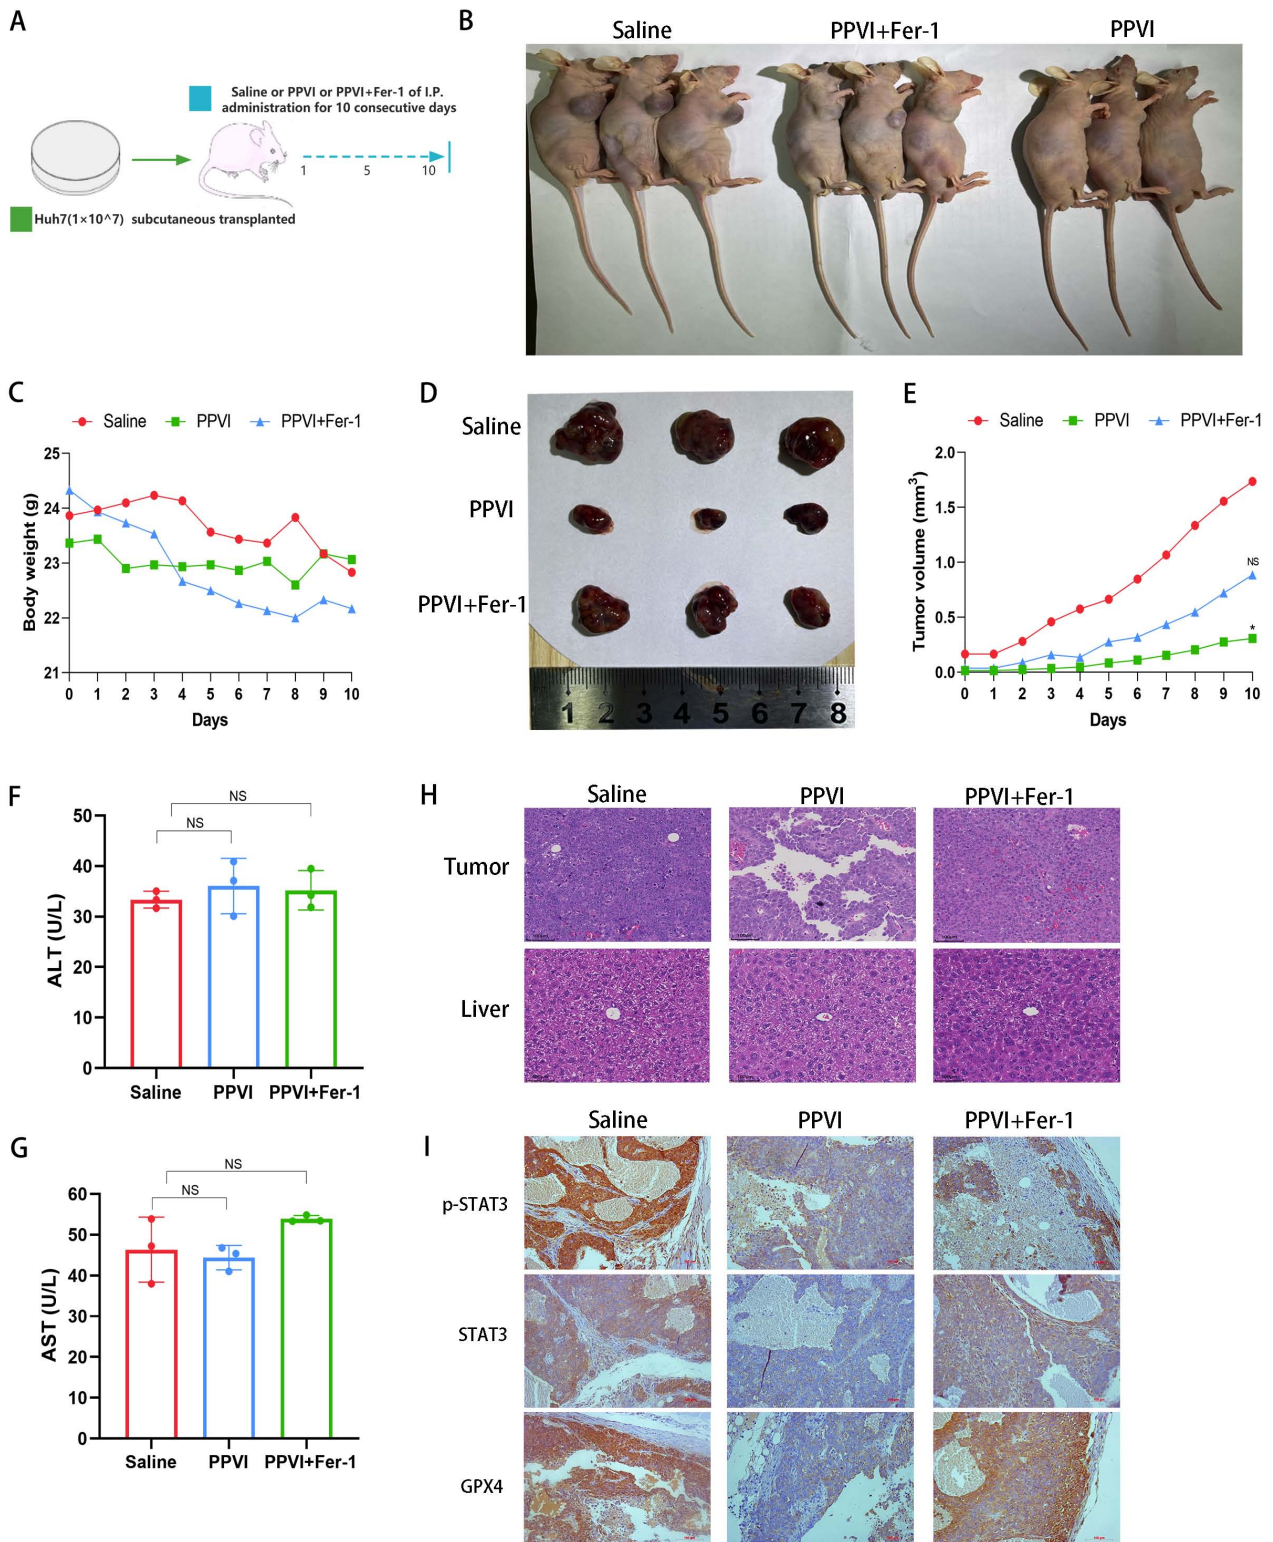 A
Saline or PPVI or PPVI+Fer-1 of I.P.
administration for 10 consecutive days
1 5 10
Huh7(1×10^7) subcutaneous transplanted
B
Saline PPVI+Fer-1 PPVI
C
Saline PPVI PPVI+Fer-1
Body weight (g)
25
24
23
22
21
0 1 2 3 4 5 6 7 8 9 10
Days
D
Saline
PPVI
PPVI+Fer-1
1 2 3 4 5 6 7 8
E
Saline PPVI PPVI+Fer-1
Tumor volume (mm³)
2.0
1.5
1.0
0.5
0.0
NS
*
0 1 2 3 4 5 6 7 8 9 10
Days
F
NS
NS
ALT (U/L)
50
40
30
20
10
0
Saline PPVI PPVI+Fer-1
G
NS
NS
AST (U/L)
60
50
40
30
20
10
0
Saline PPVI PPVI+Fer-1
H
Saline PPVI PPVI+Fer-1
Tumor
Liver
I
Saline PPVI PPVI+Fer-1
p-STAT3
STAT3
GPX4